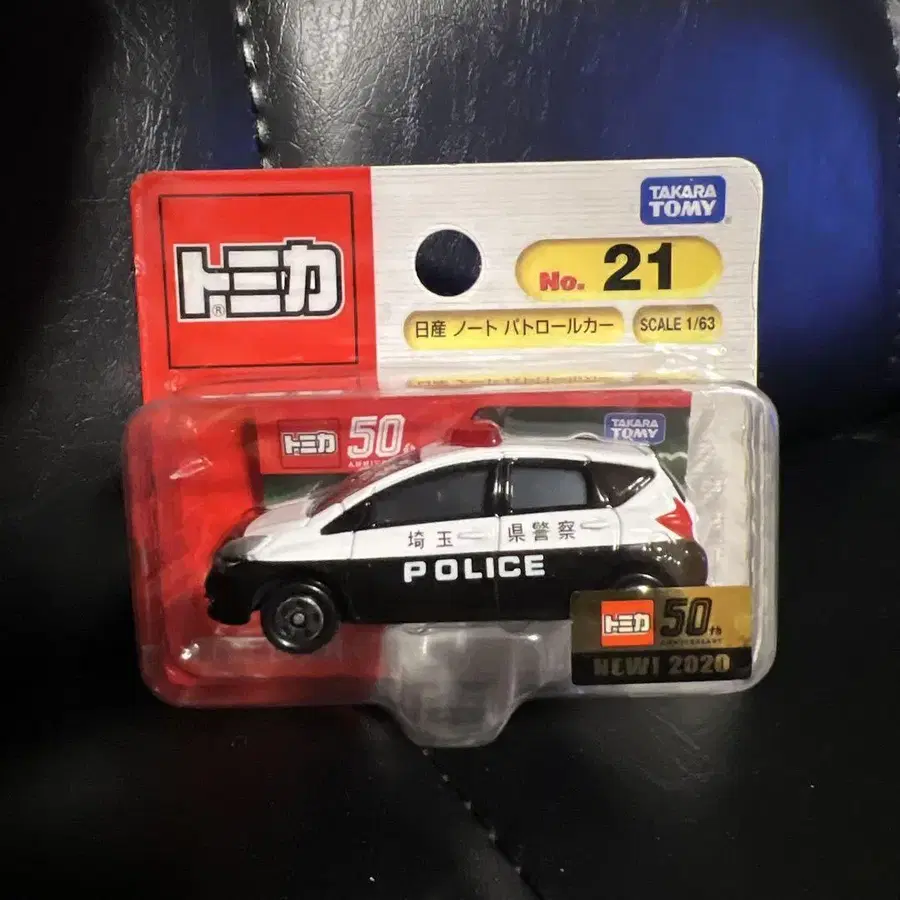 TAKARA
TOMY
トミカ
®
No. 21
日産 ノート パトロールカー
SCALE 1/63
トミカ 50th
ANNIVERSARY
TAKARA
TOMY
埼玉県警察
POLICE
トミカ 50th
ANNIVERSARY
NEW! 2020